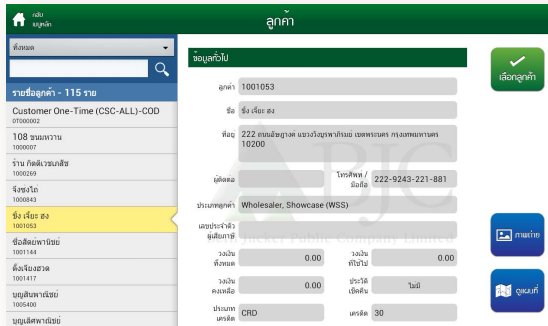 กลับ
เมนูหลัก
ลูกค้า
ทั้งหมด
รายชื่อลูกค้า - 115 ราย
Customer One-Time (CSC-ALL)-COD
0T000002
108 ขนมหวาน
1000007
ร้าน กิตติเวชเภสัช
1000269
จึงซงไถ่
1000843
ชิ่ง เจี๊ยะ ฮง
1001053
ซื่อสัตย์พานิชย์
1001144
ตั้งเจียงฮวด
1001417
บุญสินพาณิชย์
1005400
บุญเลิศพาณิชย์
ข้อมูลทั่วไป
ลูกค้า 1001053
ชื่อ ชิ่ง เจี๊ยะ ฮง
ที่อยู่ 222 ถนนอัษฎางค์ แขวงวังบูรพาภิรมย์ เขตพระนคร กรุงเทพมหานคร
10200
ผู้ติดต่อ
โทรศัพท์ /
มือถือ
222-9243-221-881
ประเภทลูกค้า Wholesaler, Showcase (WSS)
เลขประจำตัว
ผู้เสียภาษี
วงเงิน
ทั้งหมด
0.00
วงเงิน
ที่ใช้ไป
0.00
วงเงิน
คงเหลือ
0.00
ประวัติ
เช็คคืน
ไม่มี
ประเภท
เครดิต
CRD
เครดิต 30
เลือกลูกค้า
ภาพถ่าย
ดูแผนที่
BJC
Jucker Public Company Limited